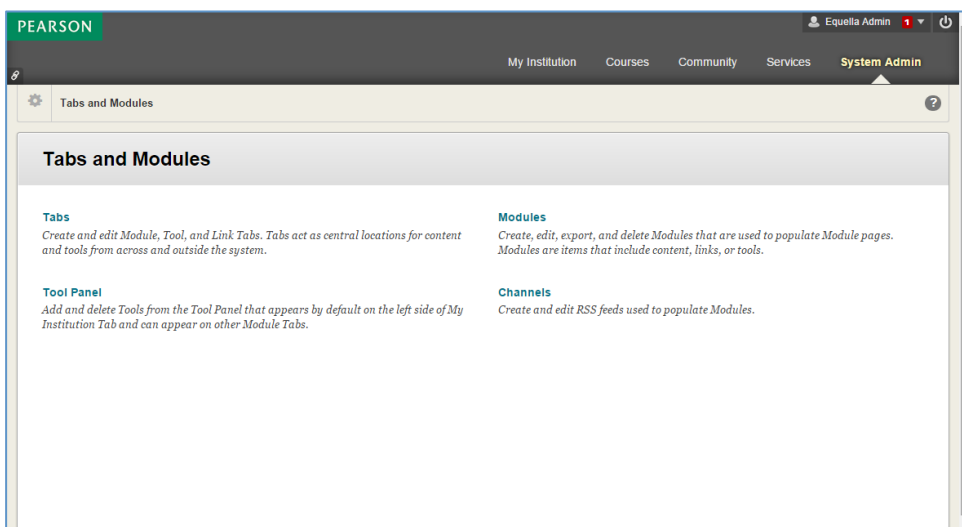 PEARSON
Equella Admin 1
My Institution Courses Community Services System Admin
Tabs and Modules
?
Tabs and Modules
Tabs
Create and edit Module, Tool, and Link Tabs. Tabs act as central locations for content
and tools from across and outside the system.
Modules
Create, edit, export, and delete Modules that are used to populate Module pages.
Modules are items that include content, links, or tools.
Tool Panel
Add and delete Tools from the Tool Panel that appears by default on the left side of My
Institution Tab and can appear on other Module Tabs.
Channels
Create and edit RSS feeds used to populate Modules.